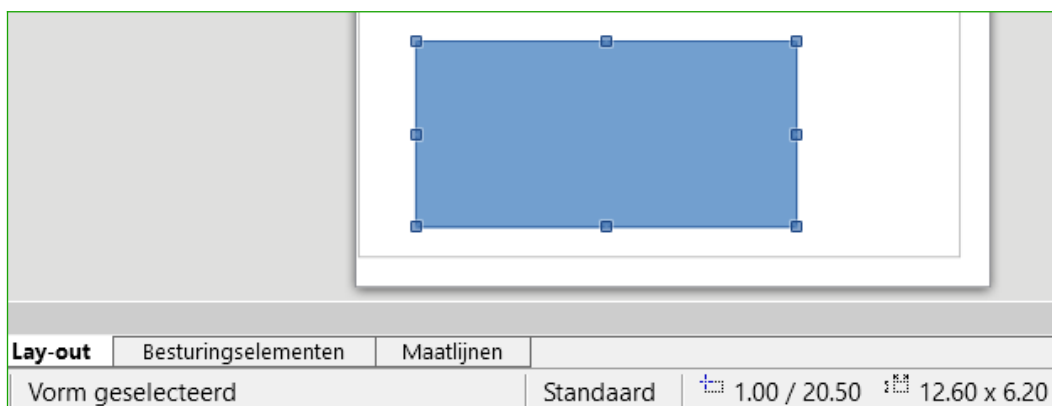 Lay-out Besturingselementen Maatlijnen
Vorm geselecteerd Standaard 1.00 / 20.50 12.60 x 6.20